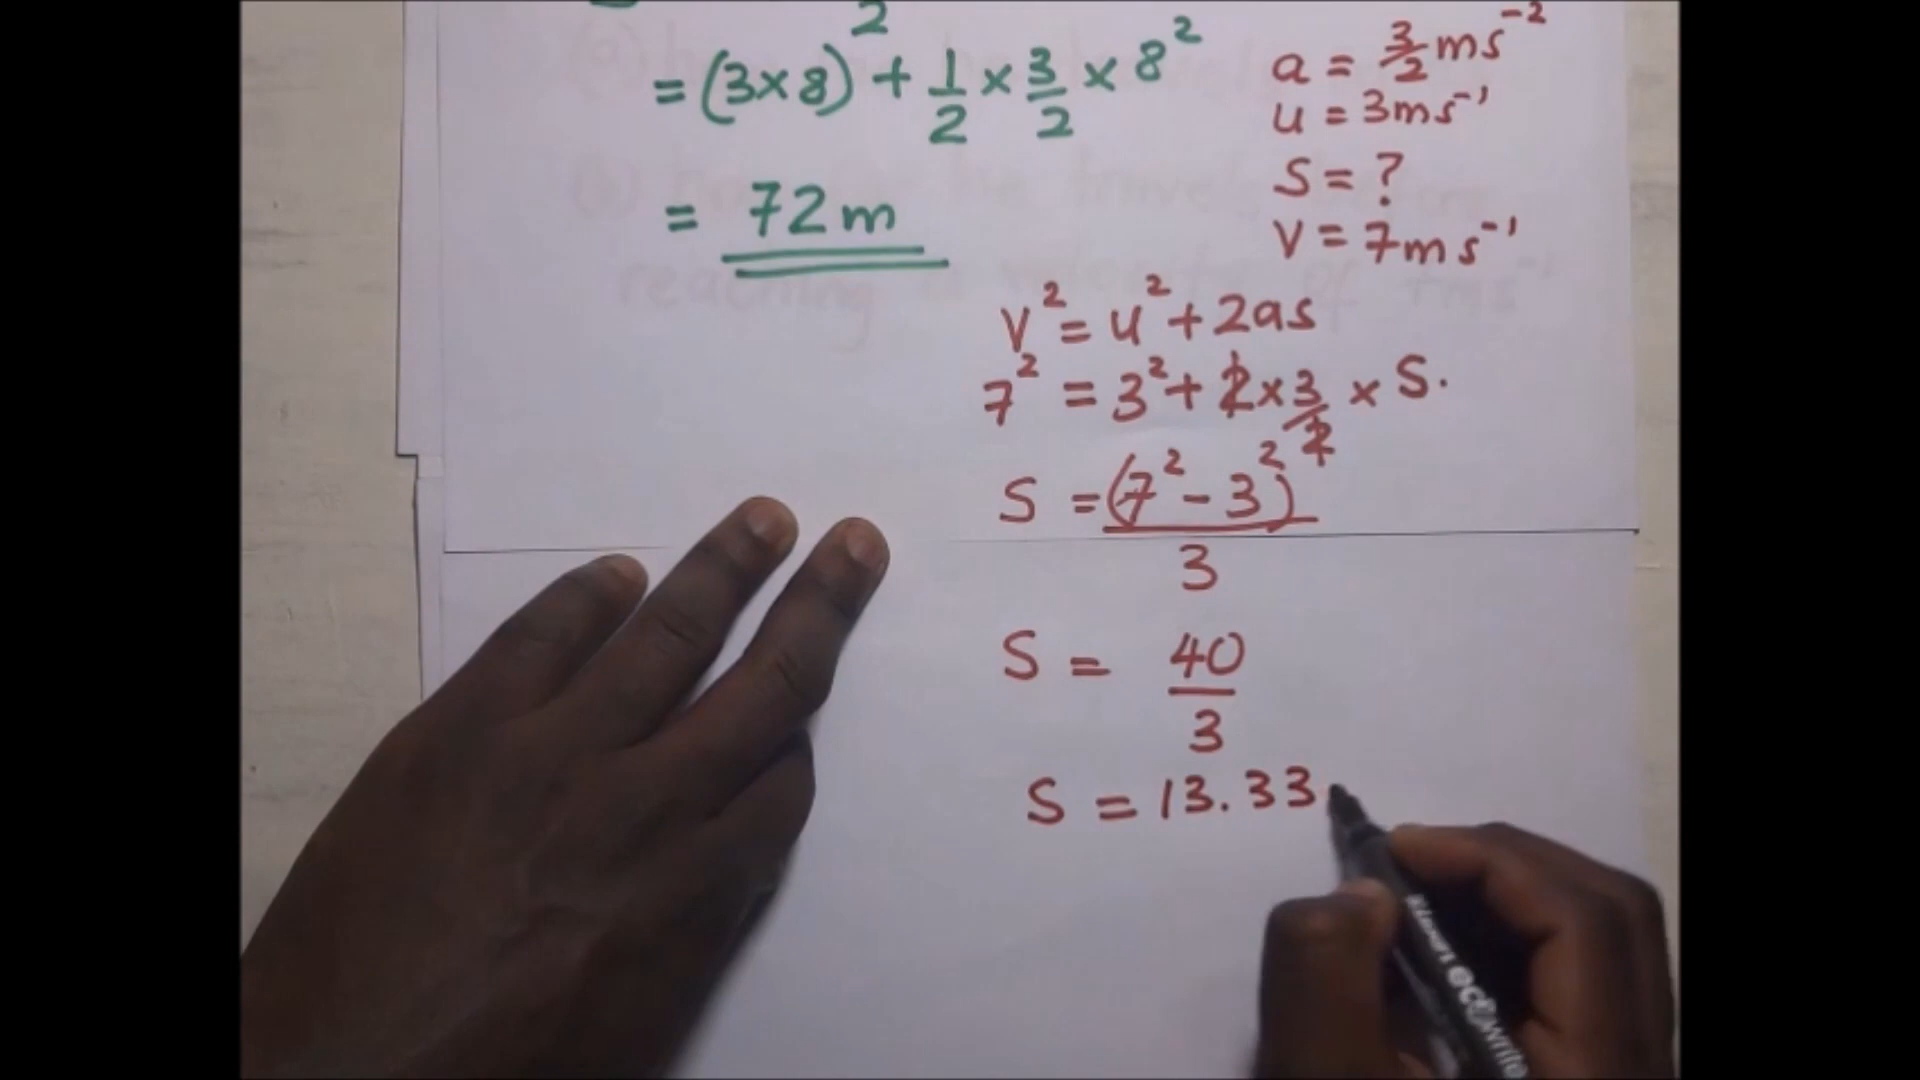 2
= (3×8) + 1/2 × 3/2 × 8²
= 72m
a = 3/2 ms⁻²
u = 3ms⁻¹
S = ?
V = 7ms⁻¹
V² = u² + 2as
7² = 3² + 2 × 3/2 × S.
S = (7² - 3²)/3
S = 40/3
S = 13.33